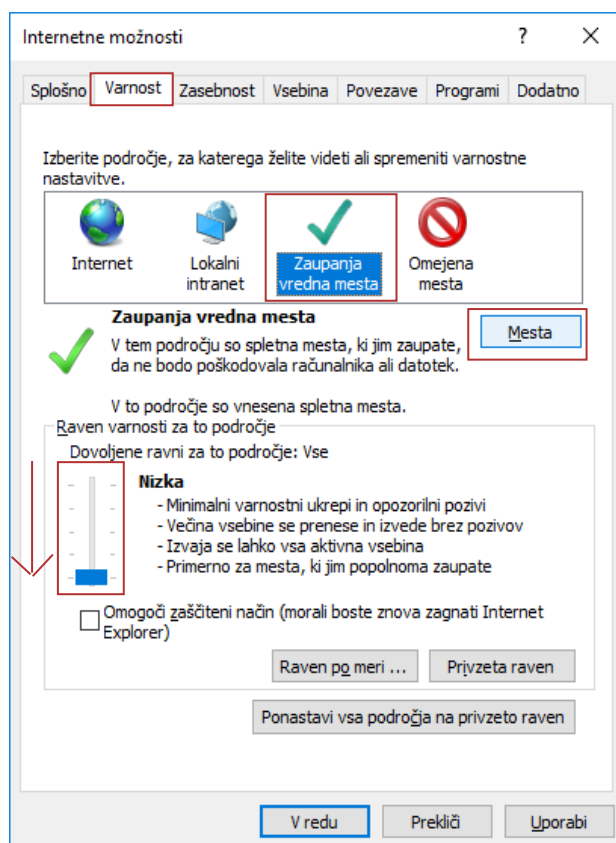 Internetne možnosti ?
Splošno Varnost Zasebnost Vsebina Povezave Programi Dodatno
Izberite področje, za katerega želite videti ali spremeniti varnostne
nastavitve.
Internet
Lokalni
intranet
Zaupanja
vredna mesta
Omejena
mesta
Zaupanja vredna mesta
V tem področju so spletna mesta, ki jim zaupate,
da ne bodo poškodovala računalnika ali datotek.
Mesta
V to področje so vnesena spletna mesta.
Raven varnosti za to področje
Dovoljene ravni za to področje: Vse
Nizka
- Minimalni varnostni ukrepi in opozorilni pozivi
- Večina vsebine se prenese in izvede brez pozivov
- Izvaja se lahko vsa aktivna vsebina
- Primerno za mesta, ki jim popolnoma zaupate
Omogoči zaščiteni način (morali boste znova zagnati Internet
Explorer)
Raven po meri ... Privzeta raven
Ponastavi vsa področja na privzeto raven
V redu Prekliči Uporabi